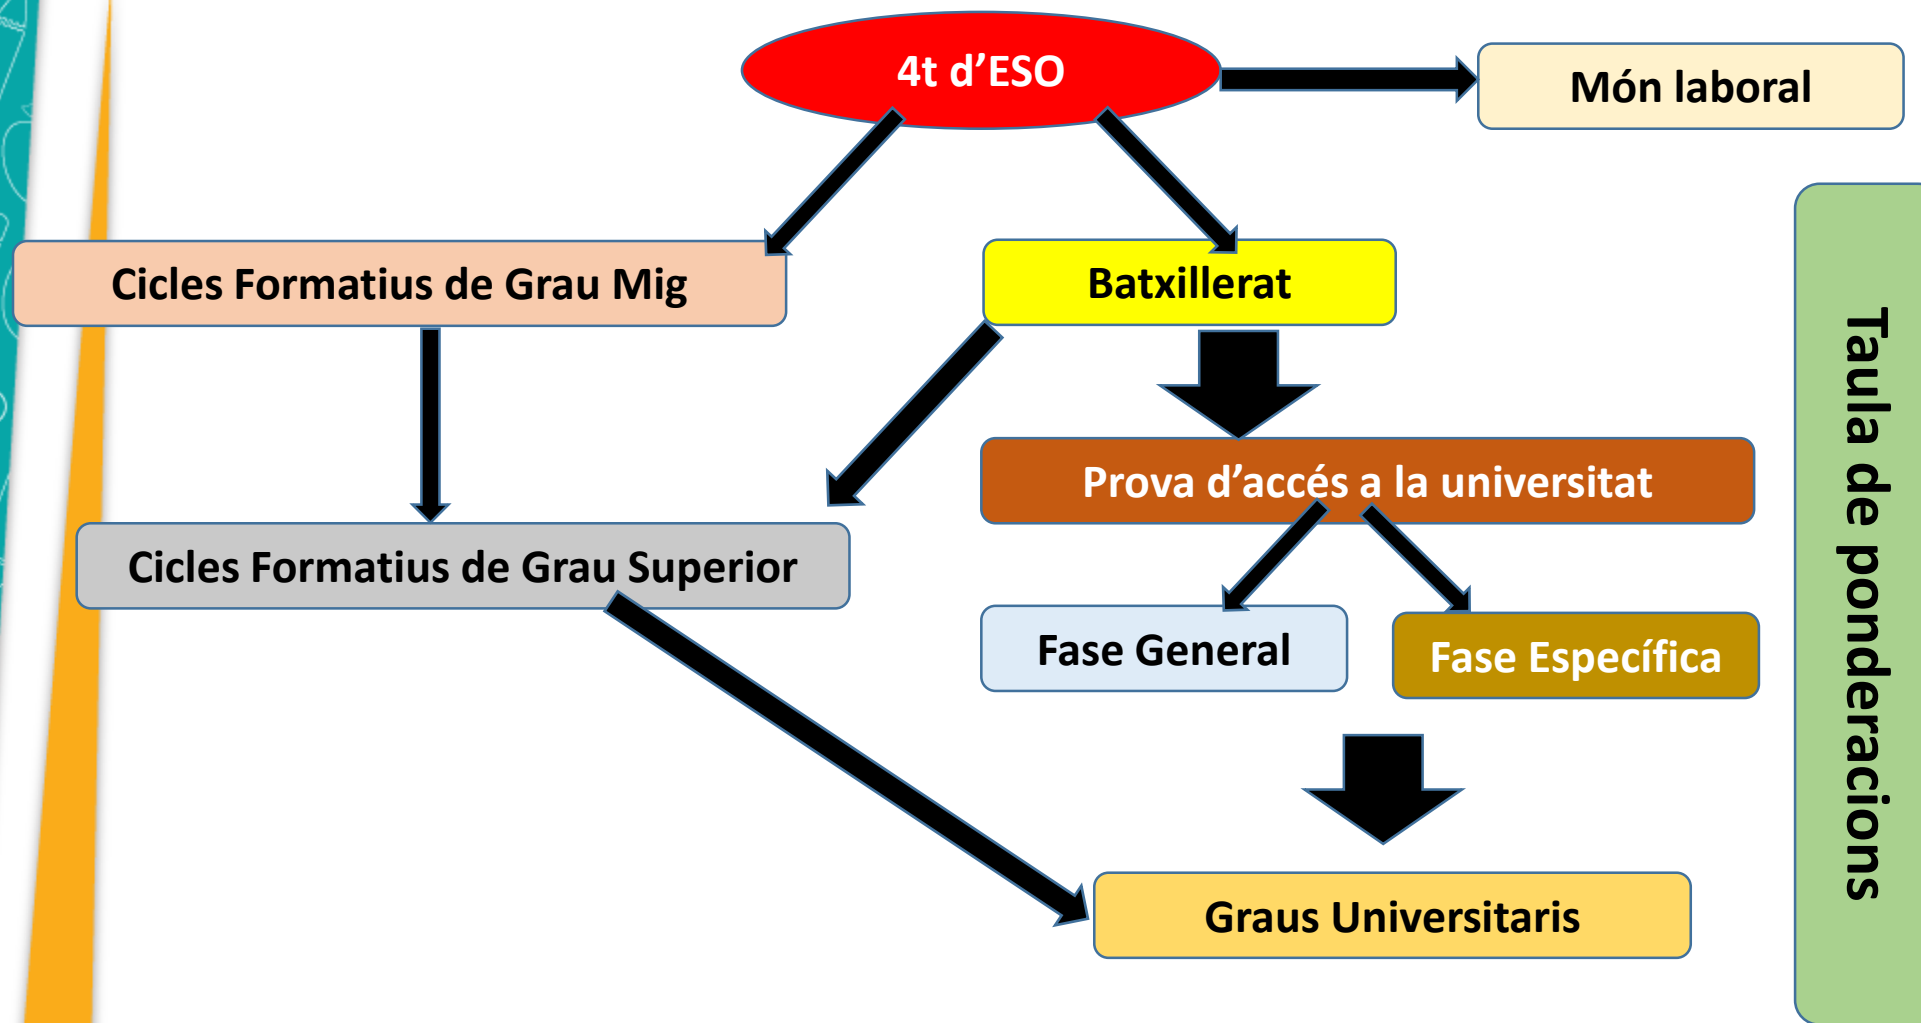 4t d’ESO
Món laboral
Cicles Formatius de Grau Mig
Batxillerat
Prova d’accés a la universitat
Cicles Formatius de Grau Superior
Fase General
Fase Específica
Graus Universitaris
Taula de ponderacions